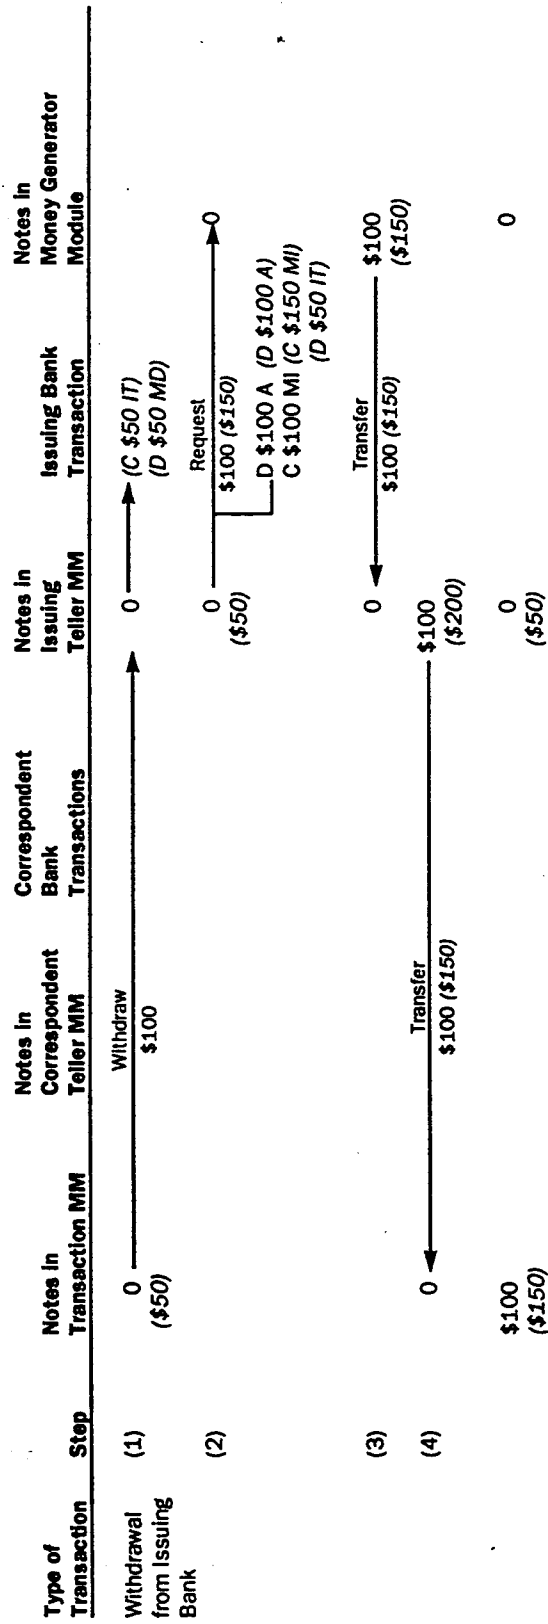 Type of
Transaction
Step
Notes in
Transaction MM
Notes in
Correspondent
Teller MM
Correspondent
Bank
Transactions
Notes in
Issuing
Teller MM
Issuing Bank
Transaction
Notes in
Money Generator
Module
Withdrawal
from Issuing
Bank
(1)
0
($50)
Withdraw
$100
0
(C $50 IT)
(D $50 MD)
(2)
0
($50)
Request
$100 ($150)
0
D $100 A (D $100 A)
C $100 MI (C $150 MI)
(D $50 IT)
(3)
0
Transfer
$100 ($150)
$100
($150)
(4)
0
Transfer
$100 ($150)
$100
($200)
$100
($150)
0
($50)
0